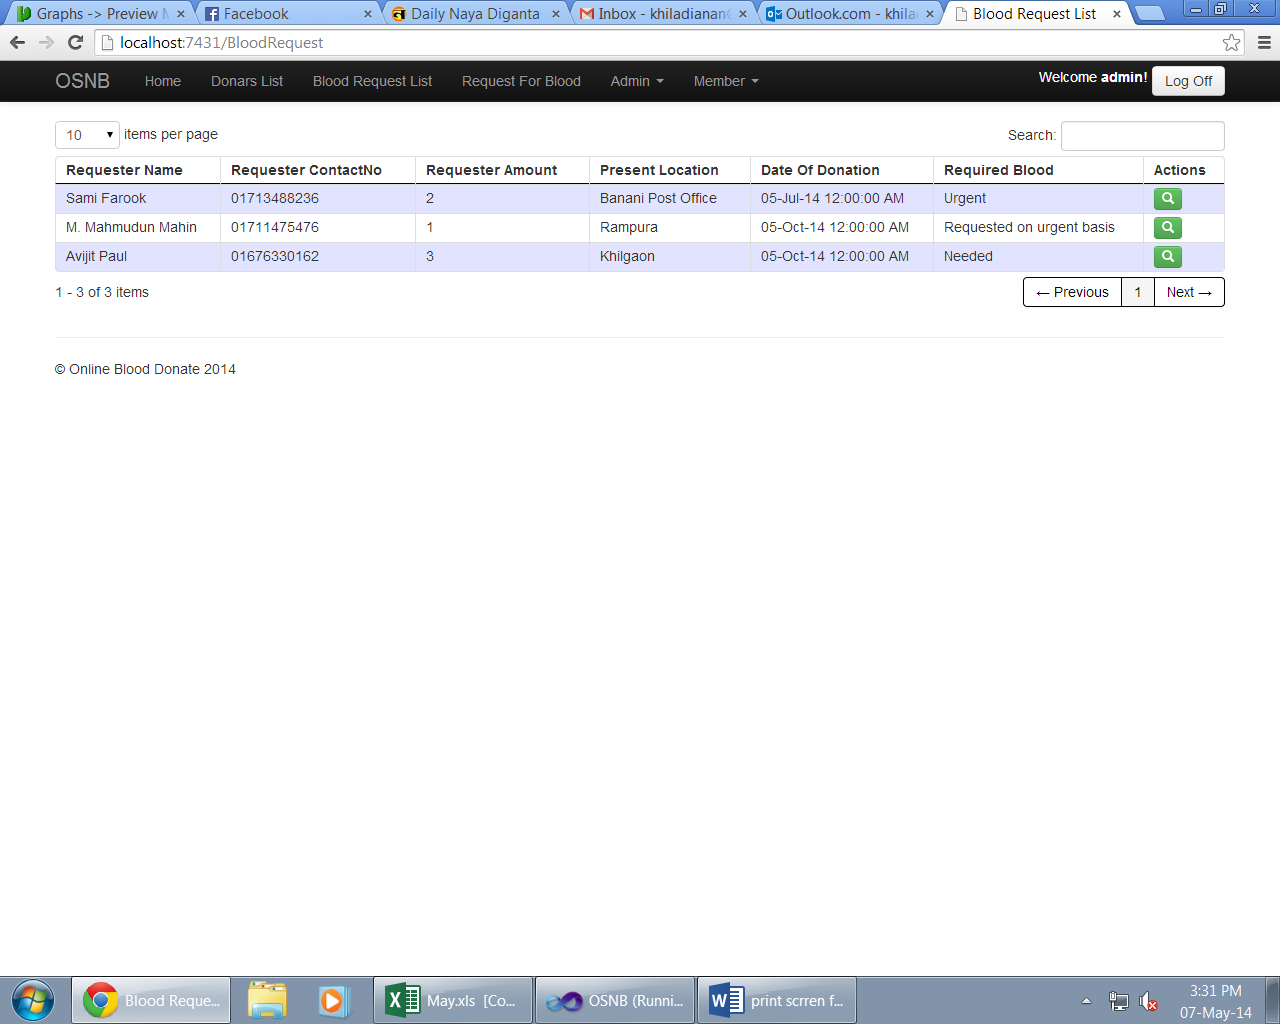 Graphs -> Preview Facebook Daily Naya Diganta Inbox - khiladianan Outlook.com - khila Blood Request List
localhost:7431/BloodRequest
OSNB Home Donars List Blood Request List Request For Blood Admin Member Welcome admin! Log Off
10 items per page Search:
Requester Name Requester ContactNo Requester Amount Present Location Date Of Donation Required Blood Actions
Sami Farook 01713488236 2 Banani Post Office 05-Jul-14 12:00:00 AM Urgent
M. Mahmudun Mahin 01711475476 1 Rampura 05-Oct-14 12:00:00 AM Requested on urgent basis
Avijit Paul 01676330162 3 Khilgaon 05-Oct-14 12:00:00 AM Needed
1 - 3 of 3 items ← Previous 1 Next →
© Online Blood Donate 2014
Blood Reque... May.xls [Co... OSNB (Runni... print scrren f... 3:31 PM
07-May-14